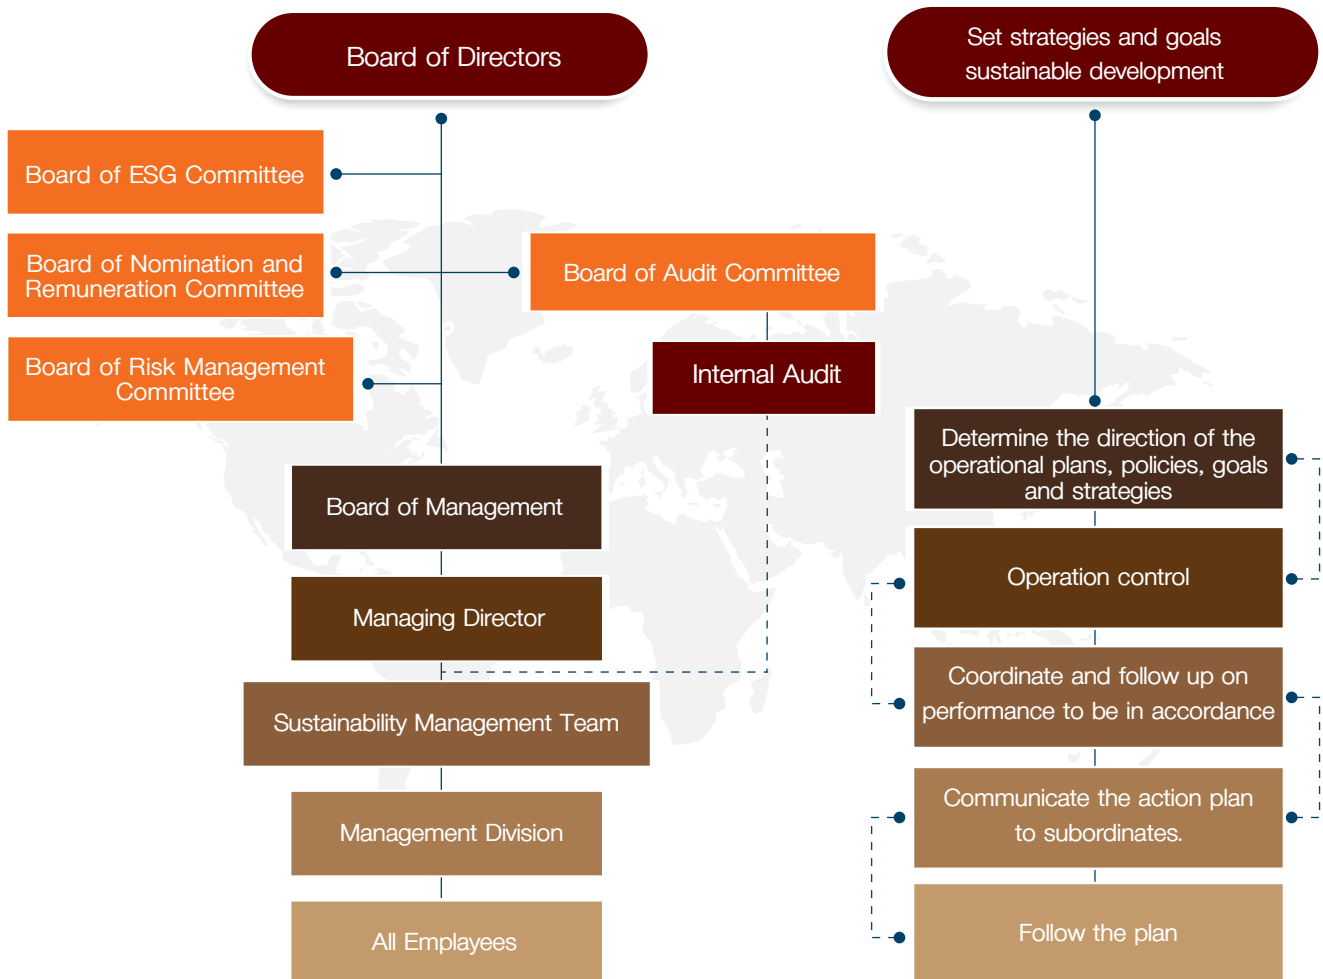 Board of Directors
Set strategies and goals
sustainable development
Board of ESG Committee
Board of Nomination and
Remuneration Committee
Board of Audit Committee
Board of Risk Management
Committee
Internal Audit
Board of Management
Determine the direction of the
operational plans, policies, goals
and strategies
Managing Director
Operation control
Sustainability Management Team
Coordinate and follow up on
performance to be in accordance
Management Division
Communicate the action plan
to subordinates.
All Empleyees
Follow the plan